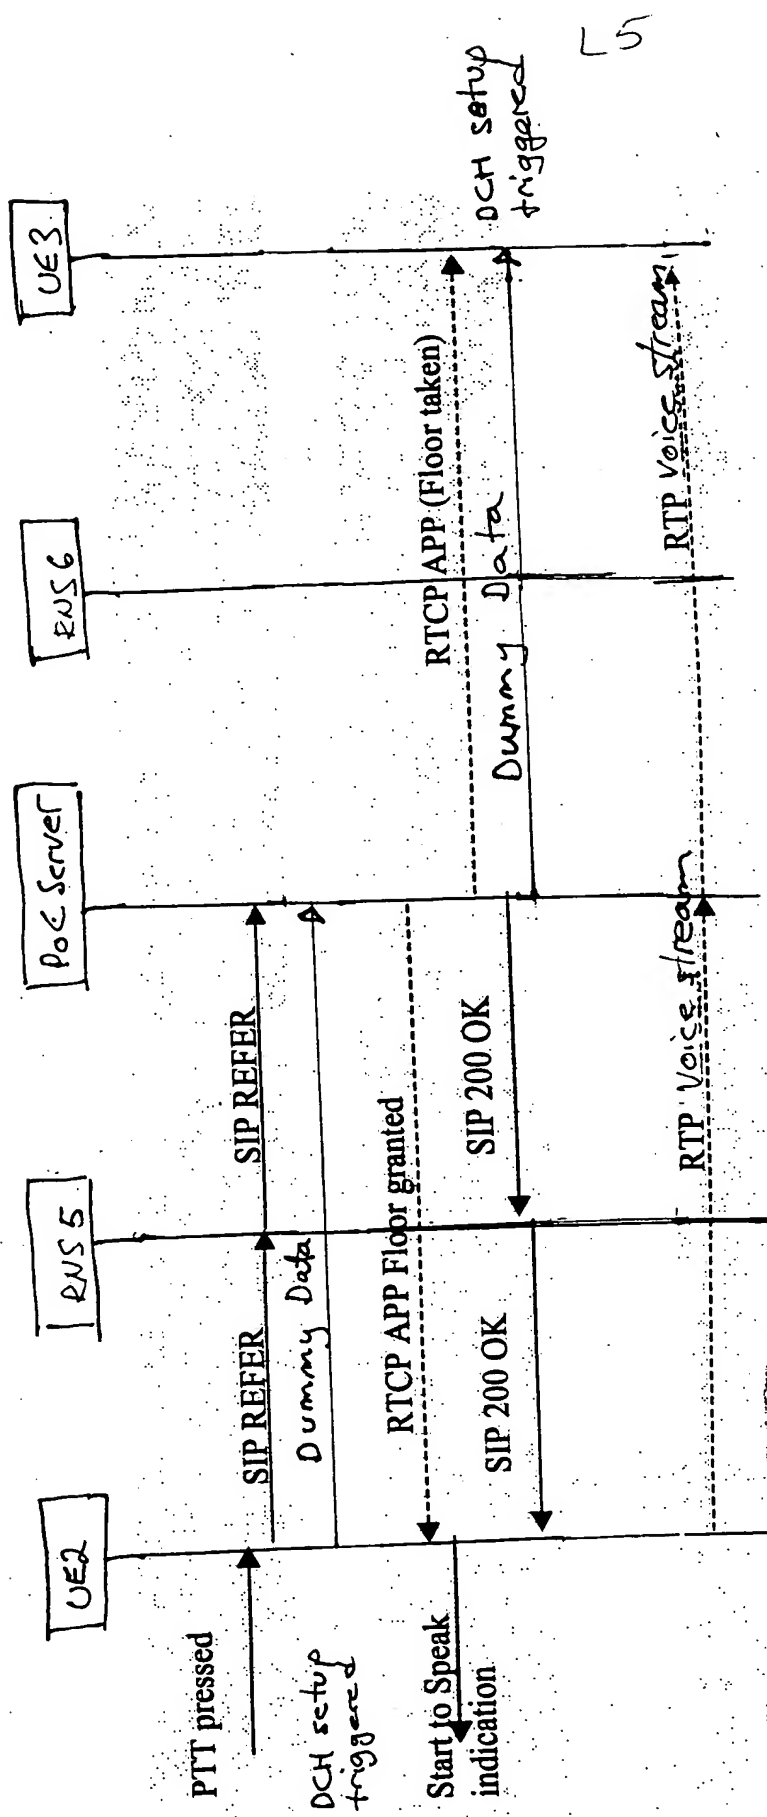 L5
UE2
RNS5
PoC Server
RNS6
UE3
PTT pressed
SIP REFER
SIP REFER
DCH setup
triggered
Dummy Data
RTCP APP Floor granted
RTCP APP (Floor taken)
Start to Speak
indication
SIP 200 OK
SIP 200 OK
Dummy Data
DCH setup
triggered
RTP Voice stream
RTP Voice stream